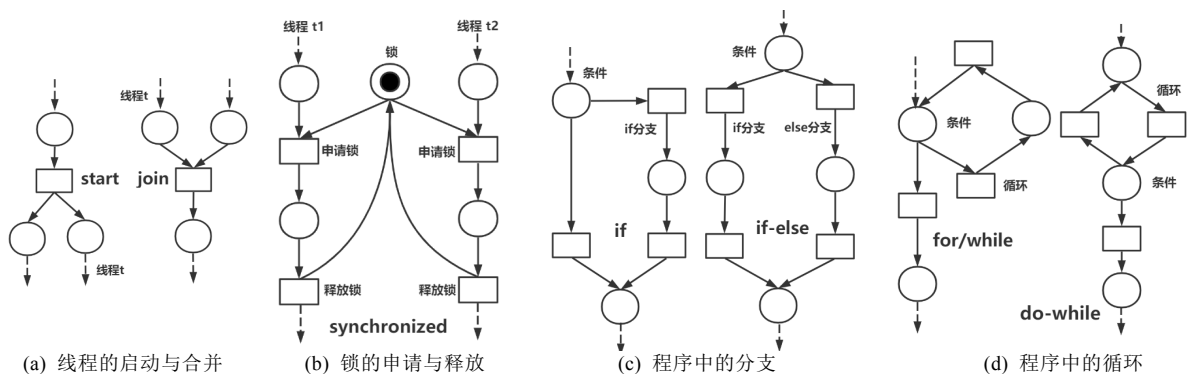 线程t
start
join
线程t
(a) 线程的启动与合并
线程 t1
锁
线程 t2
申请锁
申请锁
释放锁
释放锁
synchronized
(b) 锁的申请与释放
条件
if分支
if
条件
if分支
else分支
if-else
(c) 程序中的分支
条件
循环
for/while
循环
条件
do-while
(d) 程序中的循环